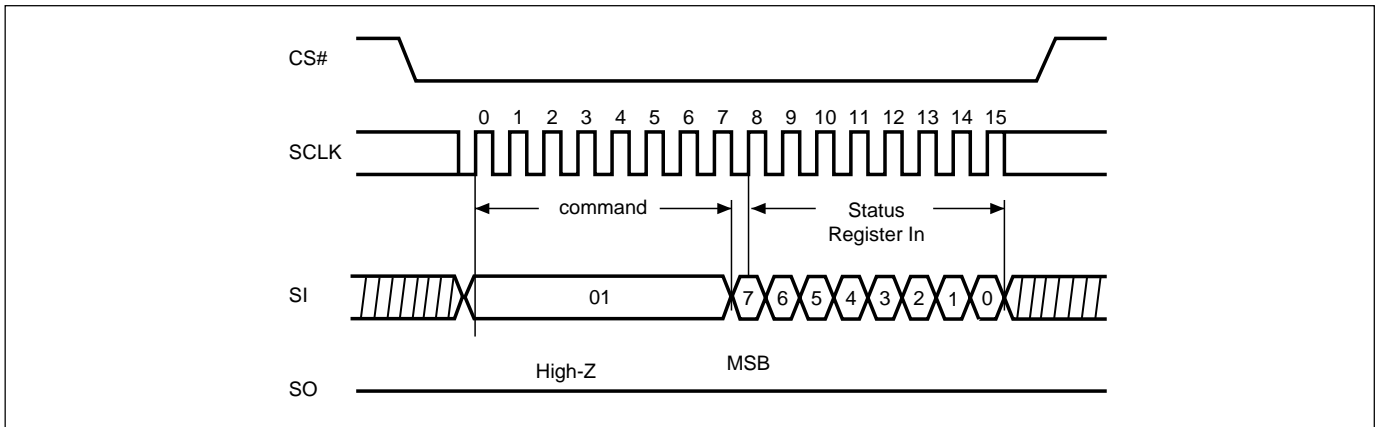 CS#
0 1 2 3 4 5 6 7 8 9 10 11 12 13 14 15
SCLK
command
Status
Register In
SI
01
7 6 5 4 3 2 1 0
High-Z
MSB
SO